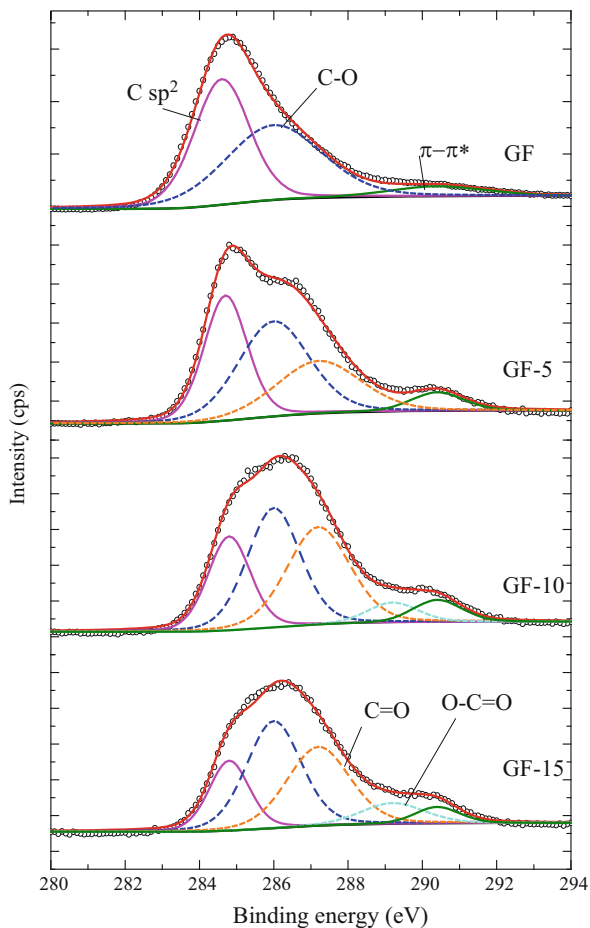 C sp²
C-O
π−π*
GF
GF-5
GF-10
C=O
O-C=O
GF-15
Intensity (cps)
280 282 284 286 288 290 292 294
Binding energy (eV)